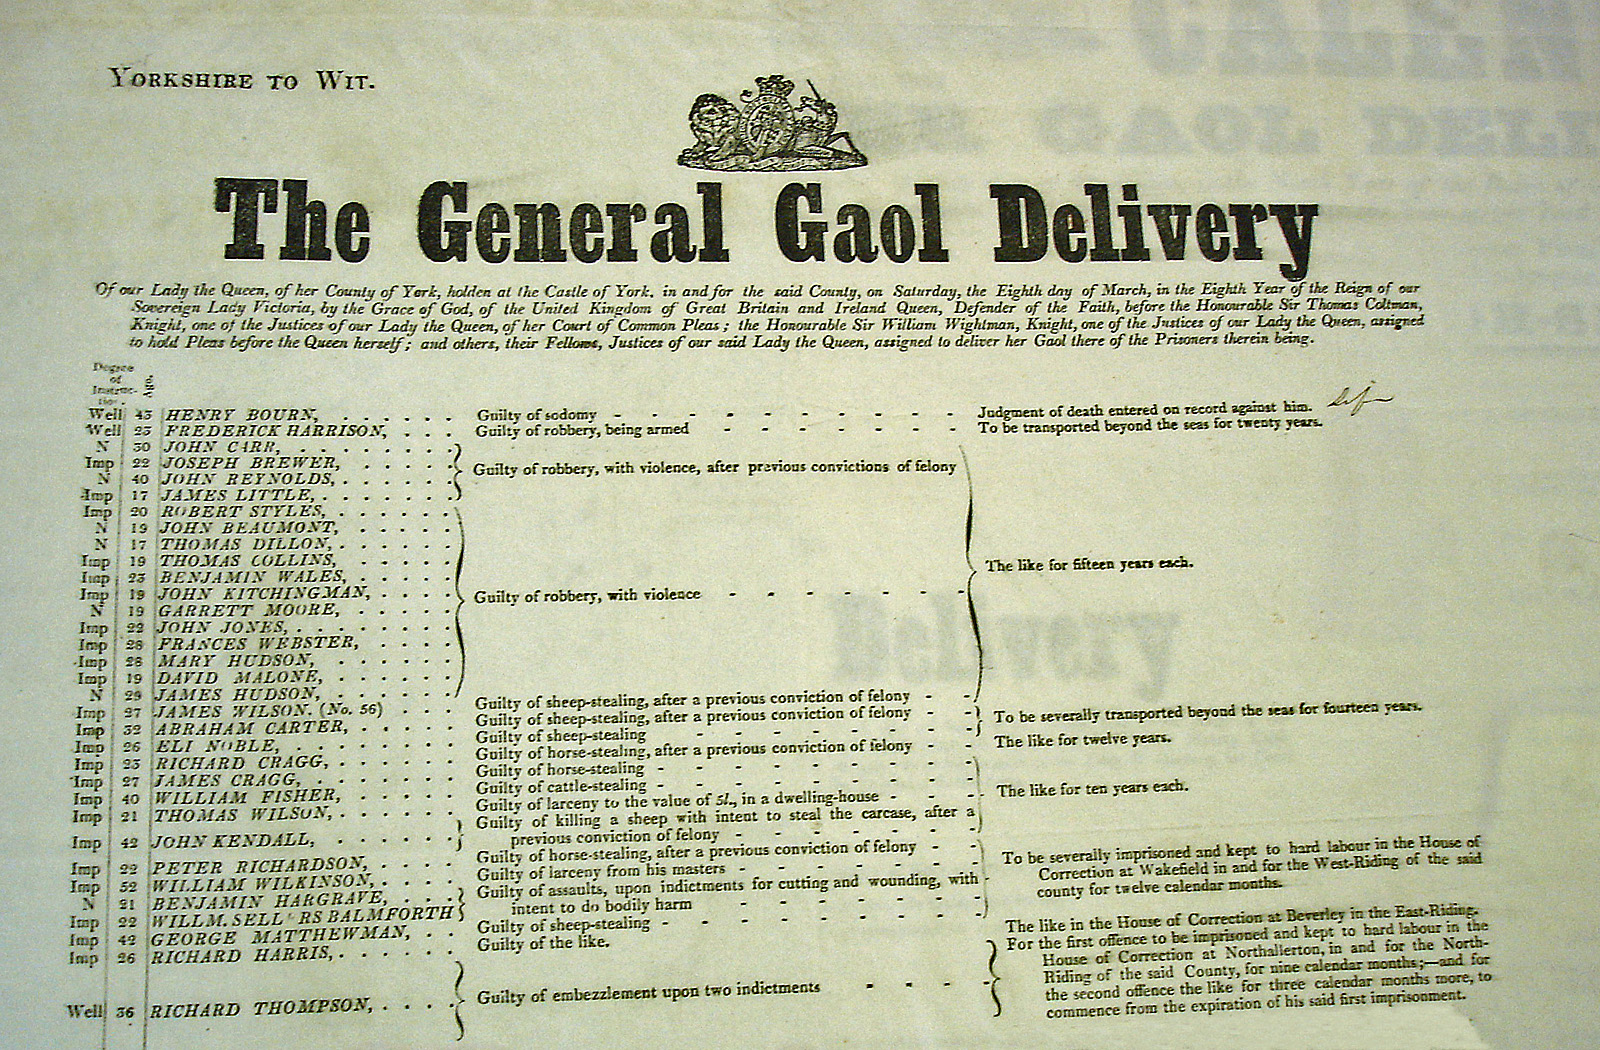 YORKSHIRE TO WIT.
The General Gaol Delivery
Of our Lady the Queen, of her County of York, holden at the Castle of York, in and for the said County, on Saturday, the Eighth day of March, in the Eighth Year of the Reign of our
Sovereign Lady Victoria, by the Grace of God, of the United Kingdom of Great Britain and Ireland Queen, Defender of the Faith, before the Honourable Sir Thomas Coltman,
Knight, one of the Justices of our Lady the Queen, of her Court of Common Pleas; the Honourable Sir William Wightman, Knight, one of the Justices of our Lady the Queen, assigned
to hold Pleas before the Queen herself; and others, their Fellows, Justices of our said Lady the Queen, assigned to deliver her Gaol there of the Prisoners therein being.
Degree
of
Instruc-
tion.
Age.
Well 43 HENRY BOURN, . . . . . . Guilty of sodomy - - - - - - - - - - Judgment of death entered on record against him.
Well 23 FREDERICK HARRISON, . . . Guilty of robbery, being armed - - - - - - - To be transported beyond the seas for twenty years.
N 30 JOHN CARR, . . . . . . .
Imp 22 JOSEPH BREWER, . . . . . Guilty of robbery, with violence, after previous convictions of felony
N 40 JOHN REYNOLDS, . . . . . .
Imp 17 JAMES LITTLE, . . . . . .
Imp 20 ROBERT STYLES, . . . . . .
N 19 JOHN BEAUMONT, . . . . .
N 17 THOMAS DILLON, . . . . . .
Imp 19 THOMAS COLLINS, . . . . . The like for fifteen years each.
Imp 23 BENJAMIN WALES, . . . . .
Imp 19 JOHN KITCHINGMAN, . . . . Guilty of robbery, with violence - - - - - - -
N 19 GARRETT MOORE, . . . . .
Imp 22 JOHN JONES, . . . . . . .
Imp 28 FRANCES WEBSTER, . . . .
Imp 28 MARY HUDSON, . . . . . .
Imp 19 DAVID MALONE, . . . . . .
N 29 JAMES HUDSON, . . . . . . Guilty of sheep-stealing, after a previous conviction of felony - -
Imp 27 JAMES WILSON. (No. 56) . . . Guilty of sheep-stealing, after a previous conviction of felony - - To be severally transported beyond the seas for fourteen years.
Imp 32 ABRAHAM CARTER, . . . . Guilty of sheep-stealing - - - - - - - -
Imp 26 ELI NOBLE, . . . . . . . Guilty of horse-stealing, after a previous conviction of felony - - The like for twelve years.
Imp 23 RICHARD CRAGG, . . . . . Guilty of horse-stealing - - - - - - - -
Imp 27 JAMES CRAGG, . . . . . . Guilty of cattle-stealing - - - - - - - -
Imp 40 WILLIAM FISHER, . . . . . Guilty of larceny to the value of 5l., in a dwelling-house - - - The like for ten years each.
Imp 21 THOMAS WILSON, . . . . . Guilty of killing a sheep with intent to steal the carcase, after a
Imp 42 JOHN KENDALL, . . . . . . previous conviction of felony - - - - - -
Imp 22 PETER RICHARDSON, . . . . Guilty of horse-stealing, after a previous conviction of felony - -
Imp 52 WILLIAM WILKINSON, . . . . Guilty of larceny from his masters - - - - - -
N 21 BENJAMIN HARGRAVE, . . . Guilty of assaults, upon indictments for cutting and wounding, with
Imp 22 WILLM. SELL RS BALMFORTH intent to do bodily harm - - - - - -
To be severally imprisoned and kept to hard labour in the House of
Correction at Wakefield in and for the West-Riding of the said
county for twelve calendar months.
Imp 42 GEORGE MATTHEWMAN, . . Guilty of sheep-stealing - - - - - - - - The like in the House of Correction at Beverley in the East-Riding.
Imp 26 RICHARD HARRIS, . . . . . Guilty of the like.
Well 36 RICHARD THOMPSON, . . . . Guilty of embezzlement upon two indictments - - - -
For the first offence to be imprisoned and kept to hard labour in the
House of Correction at Northallerton, in and for the North-
Riding of the said County, for nine calendar months;—and for
the second offence the like for three calendar months more, to
commence from the expiration of his said first imprisonment.